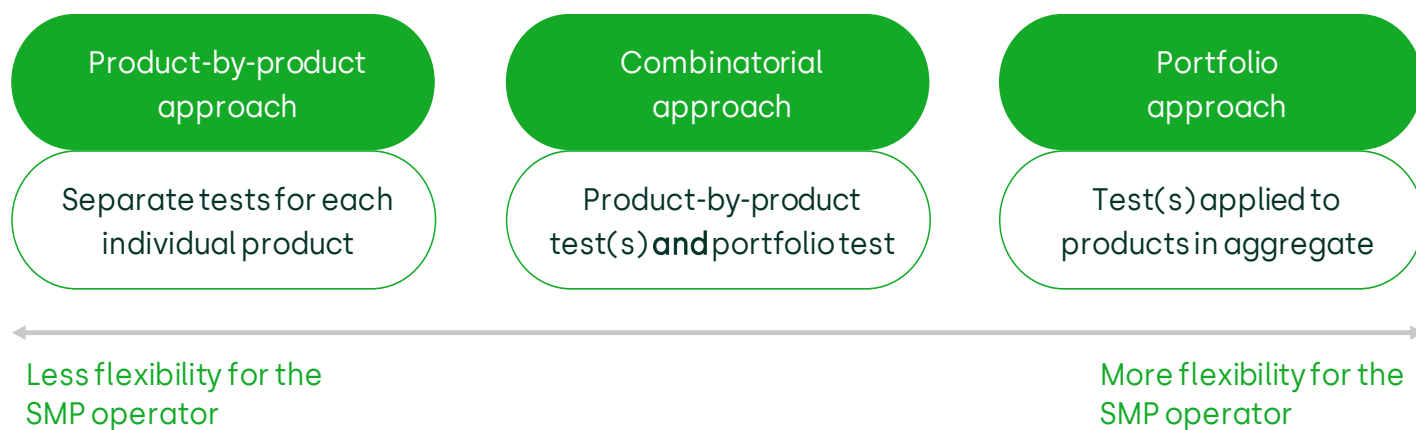 Product-by-product
approach
Separate tests for each
individual product
Combinatorial
approach
Product-by-product
test(s) and portfolio test
Portfolio
approach
Test(s) applied to
products in aggregate
Less flexibility for the
SMP operator
More flexibility for the
SMP operator